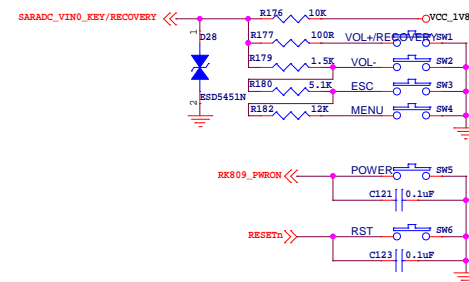 SARADC_VIN0_KEY/RECOVERY R176 10K VCC_1V8
1 D28 R177 100R VOL+/RECOVERY SW1
R179 1.5K VOL- SW2
R180 5.1K ESC SW3
2 ESD5451N
R182 12K MENU SW4
RK809_PWRON POWER SW5
C121 0.1uF
RESETn RST SW6
C123 0.1uF